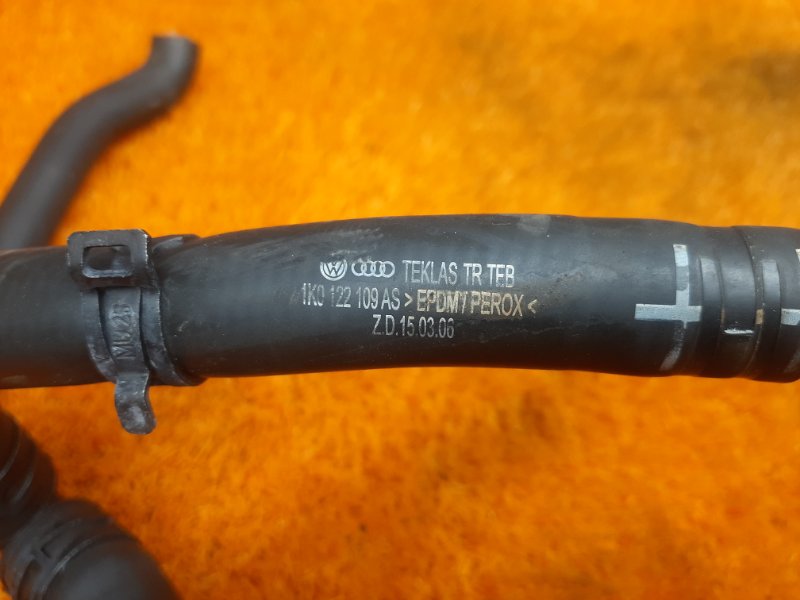 TEKLAS TR TEB
1K0 122 109 AS >EPDM/PEROX<
Z.D.15.03.06